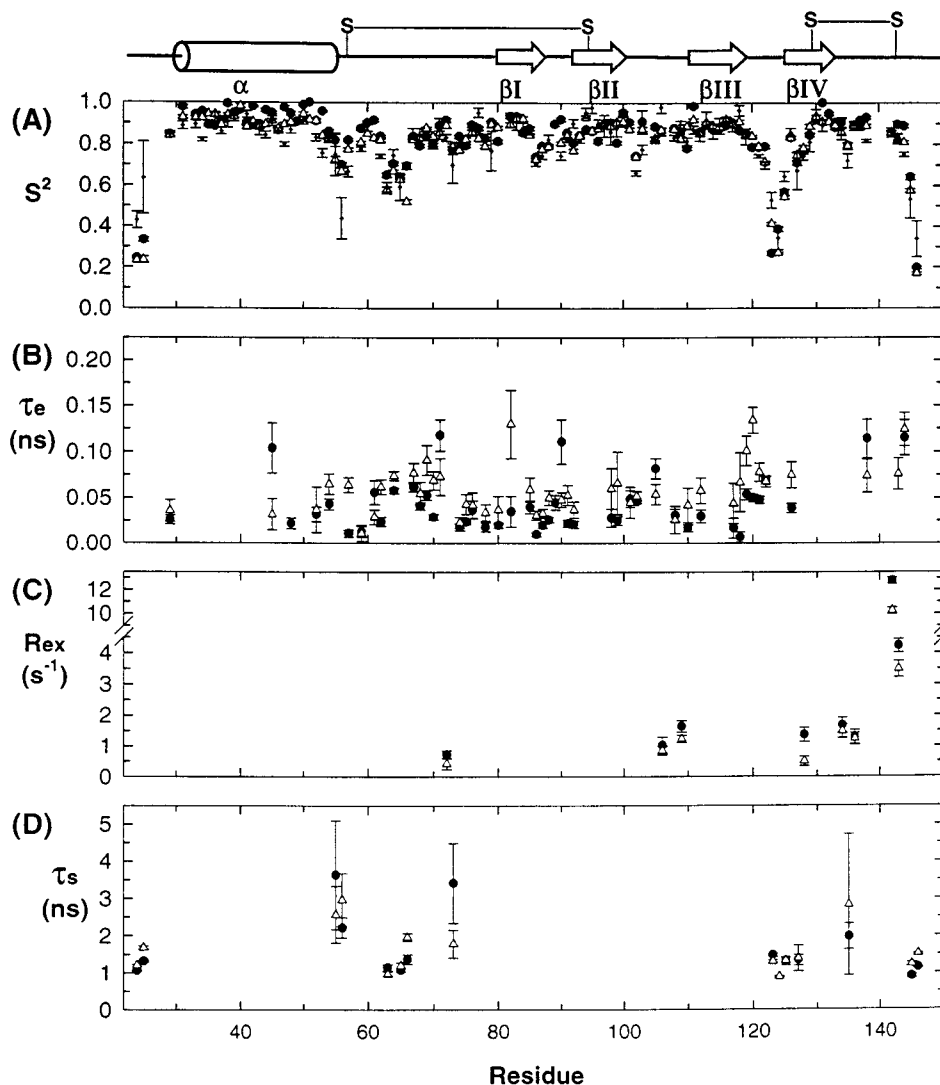 S S S S
α βI βII βIII βIV
(A)
S²
1.0
0.8
0.6
0.4
0.2
0.0
(B)
τe
(ns)
0.20
0.15
0.10
0.05
0.00
(C)
Rex
(s⁻¹)
12
10
4
3
2
1
0
(D)
τs
(ns)
5
4
3
2
1
0
40 60 80 100 120 140
Residue